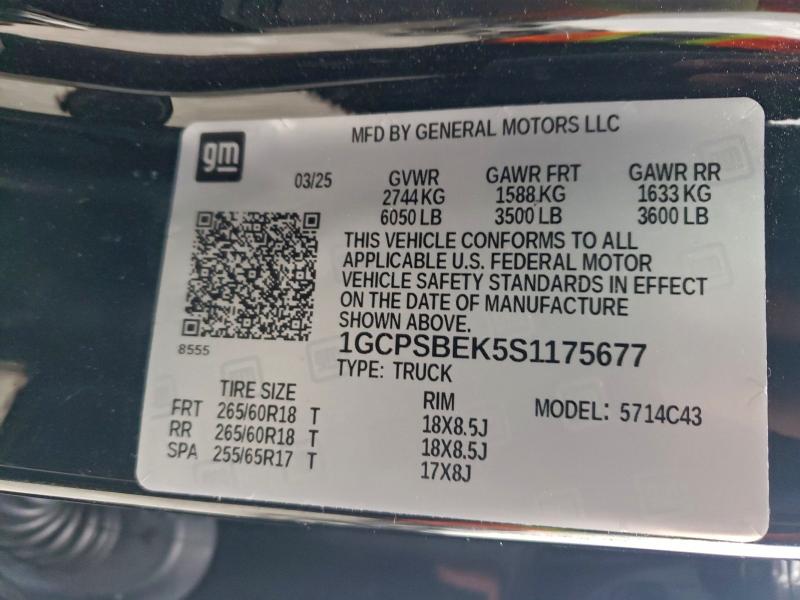 gm
MFD BY GENERAL MOTORS LLC
03/25 GVWR GAWR FRT GAWR RR
2744 KG 1588 KG 1633 KG
6050 LB 3500 LB 3600 LB
THIS VEHICLE CONFORMS TO ALL
APPLICABLE U.S. FEDERAL MOTOR
VEHICLE SAFETY STANDARDS IN EFFECT
ON THE DATE OF MANUFACTURE
SHOWN ABOVE.
8555
1GCPSBEK5S1175677
TYPE: TRUCK
TIRE SIZE RIM MODEL: 5714C43
FRT 265/60R18 T 18X8.5J
RR 265/60R18 T 18X8.5J
SPA 255/65R17 T 17X8J